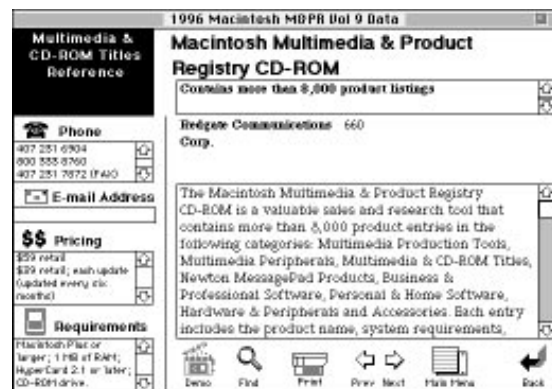 1996 Macintosh MMPR Vol 9 Data
Multimedia &
CD-ROM Titles
Reference
Macintosh Multimedia & Product
Registry CD-ROM
Contains more than 8,000 product listings
Phone
407 231 6904
800 333 8760
407 231 7872 (FAX)
Redgate Communications 660
Corp.
E-mail Address
$$ Pricing
$59 retail
$39 retail; each update
(updated every six
months)
Requirements
Macintosh Plus or
larger; 1 MB of RAM;
HyperCard 2.1 or later;
CD-ROM drive.
The Macintosh Multimedia & Product Registry
CD-ROM is a valuable sales and research tool that
contains more than 8,000 product entries in the
following categories: Multimedia Production Tools,
Multimedia Peripherals, Multimedia & CD-ROM Titles,
Newton MessagePad Products, Business &
Professional Software, Personal & Home Software,
Hardware & Peripherals and Accessories. Each entry
includes the product name, system requirements,
Demo Find Print Prev Next Main Menu Back